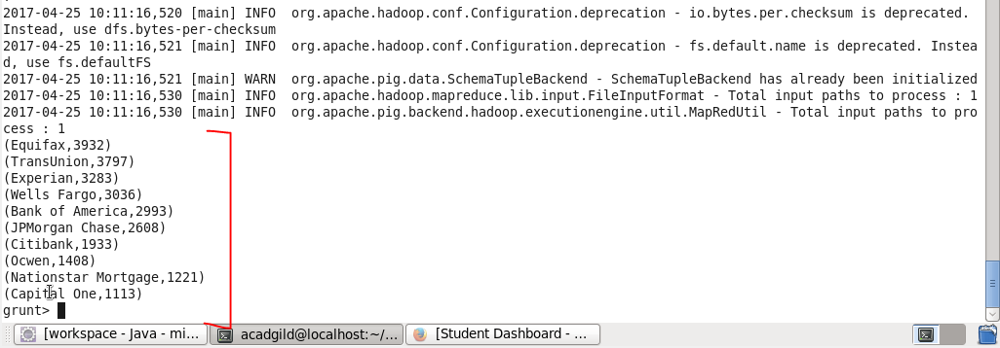 2017-04-25 10:11:16,520 [main] INFO  org.apache.hadoop.conf.Configuration.deprecation - io.bytes.per.checksum is deprecated.
Instead, use dfs.bytes-per-checksum
2017-04-25 10:11:16,521 [main] INFO  org.apache.hadoop.conf.Configuration.deprecation - fs.default.name is deprecated. Instea
d, use fs.defaultFS
2017-04-25 10:11:16,521 [main] WARN  org.apache.pig.data.SchemaTupleBackend - SchemaTupleBackend has already been initialized
2017-04-25 10:11:16,530 [main] INFO  org.apache.hadoop.mapreduce.lib.input.FileInputFormat - Total input paths to process : 1
2017-04-25 10:11:16,530 [main] INFO  org.apache.pig.backend.hadoop.executionengine.util.MapRedUtil - Total input paths to pro
cess : 1
(Equifax,3932)
(TransUnion,3797)
(Experian,3283)
(Wells Fargo,3036)
(Bank of America,2993)
(JPMorgan Chase,2608)
(Citibank,1933)
(Ocwen,1408)
(Nationstar Mortgage,1221)
(Capital One,1113)
grunt>
[workspace - Java - mi... acadgild@localhost:~/... [Student Dashboard - ...